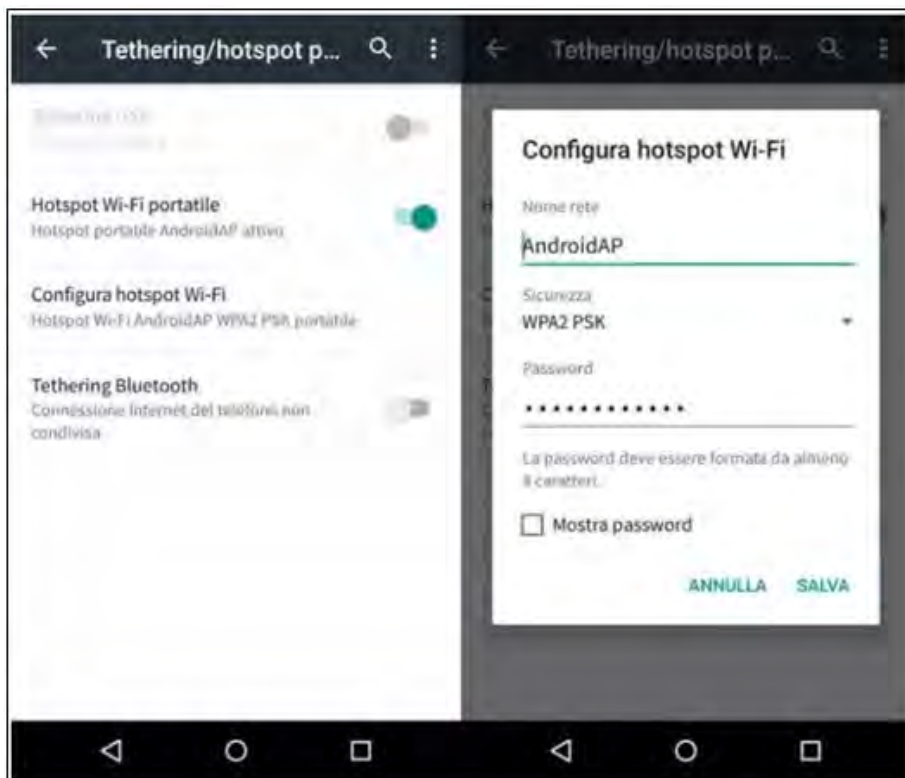 Tethering/hotspot p...
Hotspot Wi-Fi portatile
Hotspot portable AndroidAP attivo
Configura hotspot Wi-Fi
Hotspot Wi-Fi AndroidAP WPA2 PSK portable
Tethering Bluetooth
Connessione Internet del telefono non
condivisa
Tethering/hotspot p...
Configura hotspot Wi-Fi
Nome rete
AndroidAP
Sicurezza
WPA2 PSK
Password
••••••••••••
La password deve essere formata da almeno
8 caratteri.
Mostra password
ANNULLA SALVA